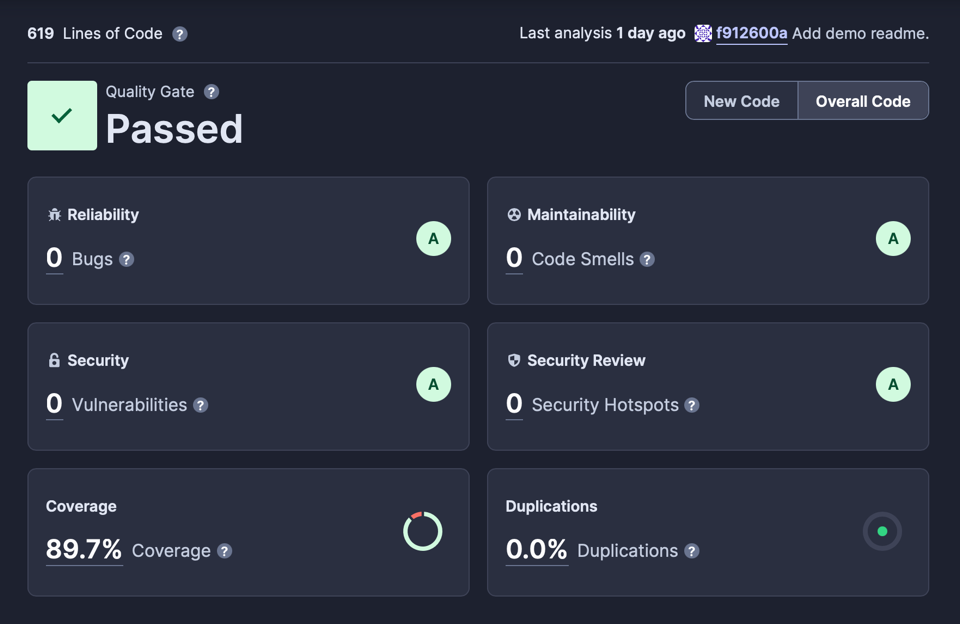 619 Lines of Code ?
Last analysis 1 day ago f912600a Add demo readme.
Quality Gate ?
Passed
New Code
Overall Code
Reliability
0 Bugs ?
A
Maintainability
0 Code Smells ?
A
Security
0 Vulnerabilities ?
A
Security Review
0 Security Hotspots ?
A
Coverage
89.7% Coverage ?
Duplications
0.0% Duplications ?